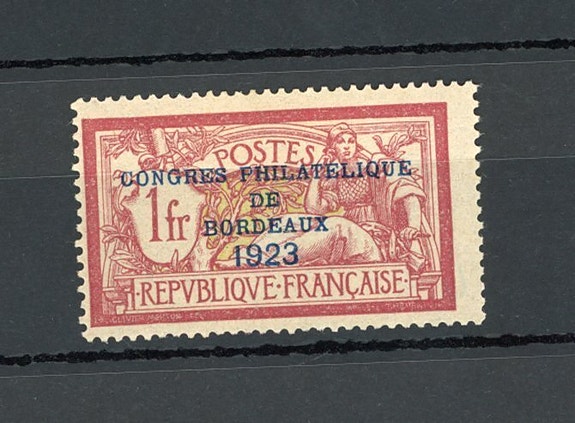 POSTES
CONGRES PHILATELIQUE
DE
1fr
BORDEAUX
1923
·REPVBLIQVE·FRANÇAISE·